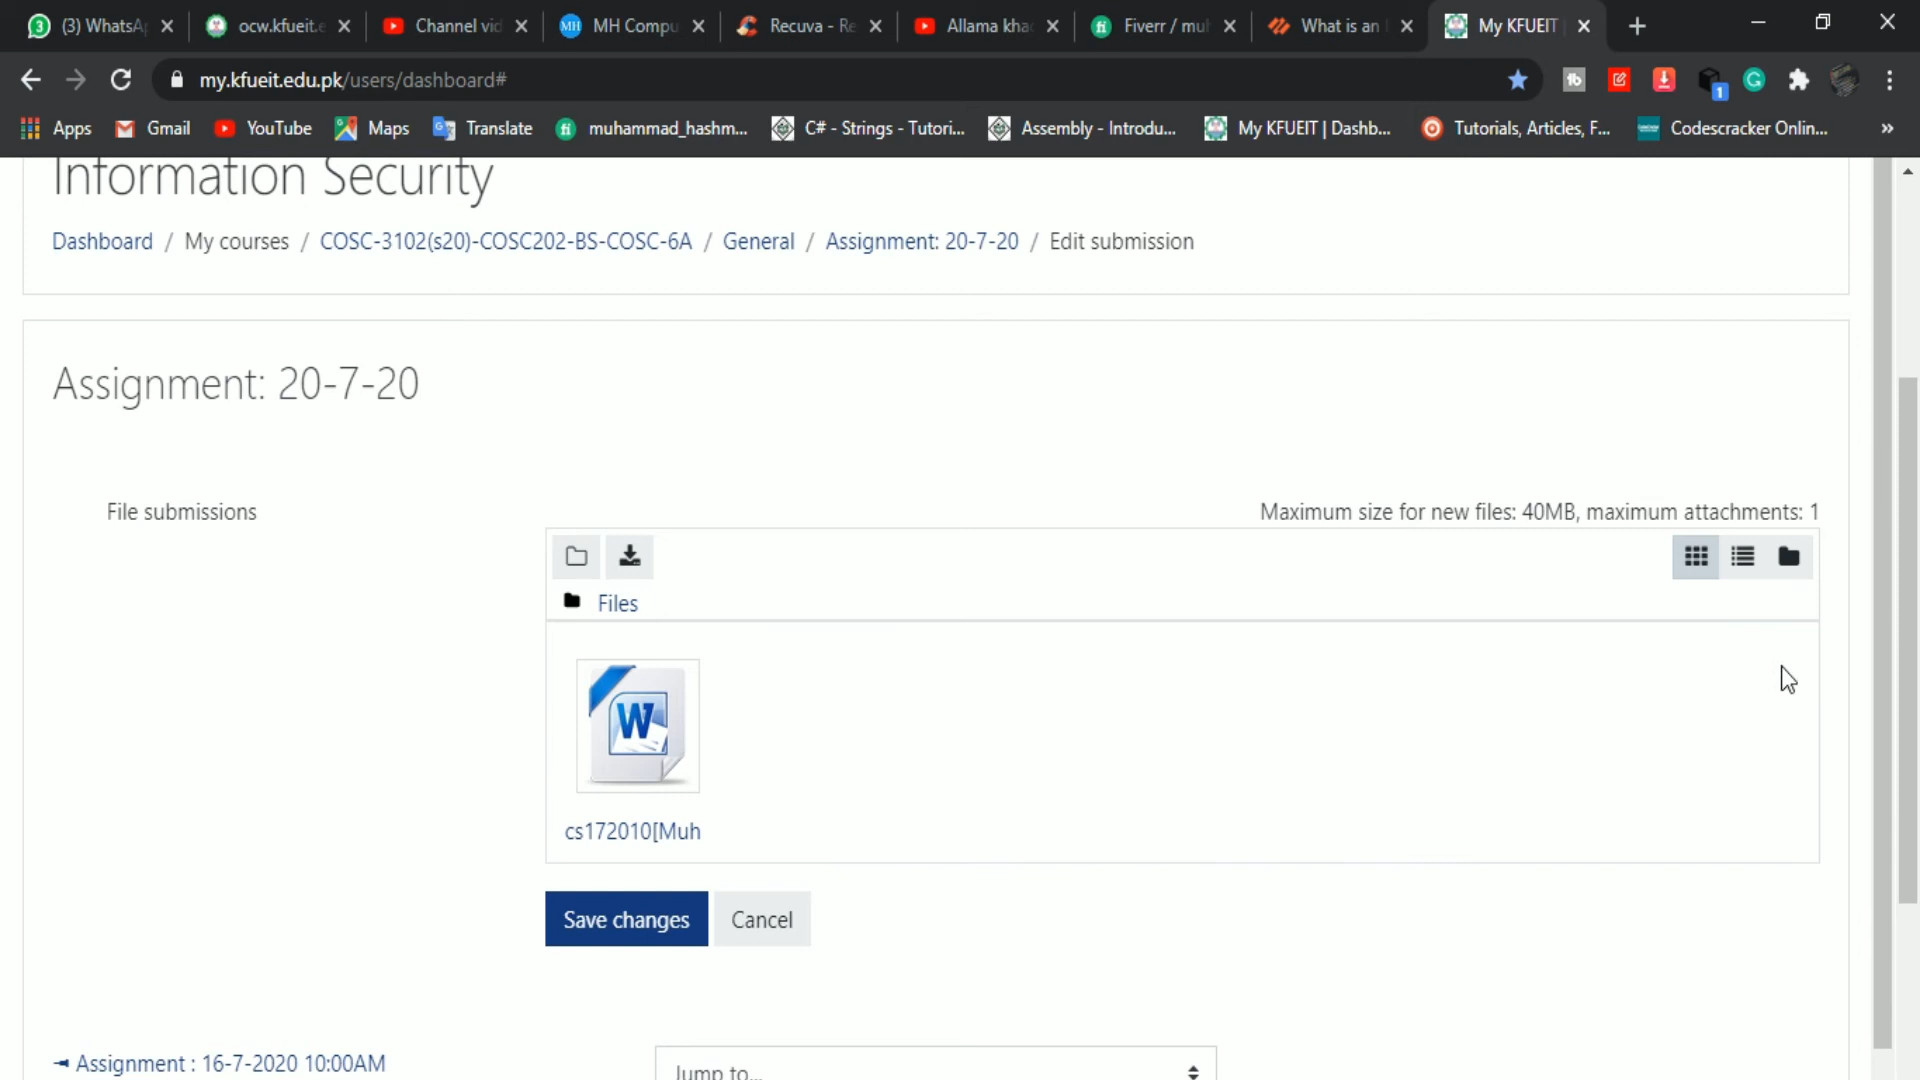 (3) WhatsA
ocw.kfueit.e
Channel vid
MH Compu
Recuva - Re
Allama kha
Fiverr / muh
What is an
My KFUEIT
my.kfueit.edu.pk/users/dashboard#
1
Apps
Gmail
YouTube
Maps
Translate
muhammad_hashm...
C# - Strings - Tutori...
Assembly - Introdu...
My KFUEIT | Dashb...
Tutorials, Articles, F...
Codescracker Onlin...
»
Information Security
Dashboard / My courses / COSC-3102(s20)-COSC202-BS-COSC-6A / General / Assignment: 20-7-20 / Edit submission
Assignment: 20-7-20
File submissions
Maximum size for new files: 40MB, maximum attachments: 1
Files
W
cs172010[Muh
Save changes
Cancel
Assignment : 16-7-2020 10:00AM
Jump to...